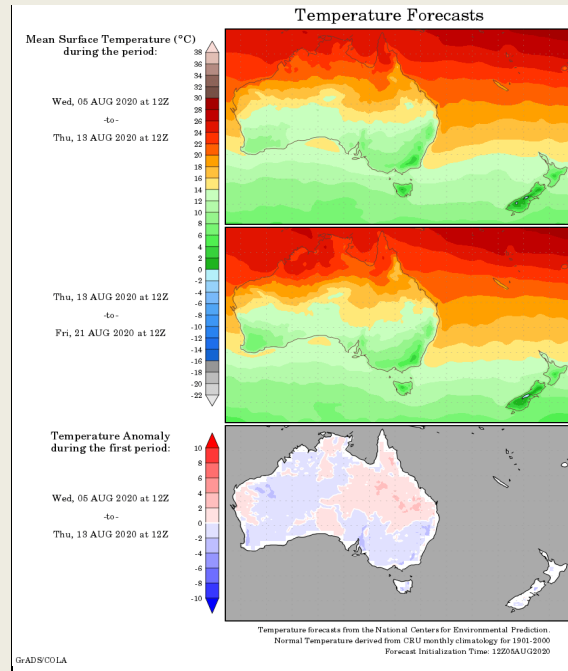 Temperature Forecasts
Mean Surface Temperature (°C)
during the period:
Wed, 05 AUG 2020 at 12Z
-to-
Thu, 13 AUG 2020 at 12Z
38
36
34
32
30
28
26
24
22
20
18
16
14
12
10
8
6
4
2
0
-2
-4
-6
-8
-10
-12
-14
-16
-18
-20
-22
Thu, 13 AUG 2020 at 12Z
-to-
Fri, 21 AUG 2020 at 12Z
Temperature Anomaly
during the first period:
Wed, 05 AUG 2020 at 12Z
-to-
Thu, 13 AUG 2020 at 12Z
10
8
6
4
2
0
-2
-4
-6
-8
-10
Temperature forecasts from the National Centers for Environmental Prediction.
Normal Temperature derived from CRU monthly climatology for 1901-2000
Forecast Initialization Time: 12Z05AUG2020
GrADS/COLA